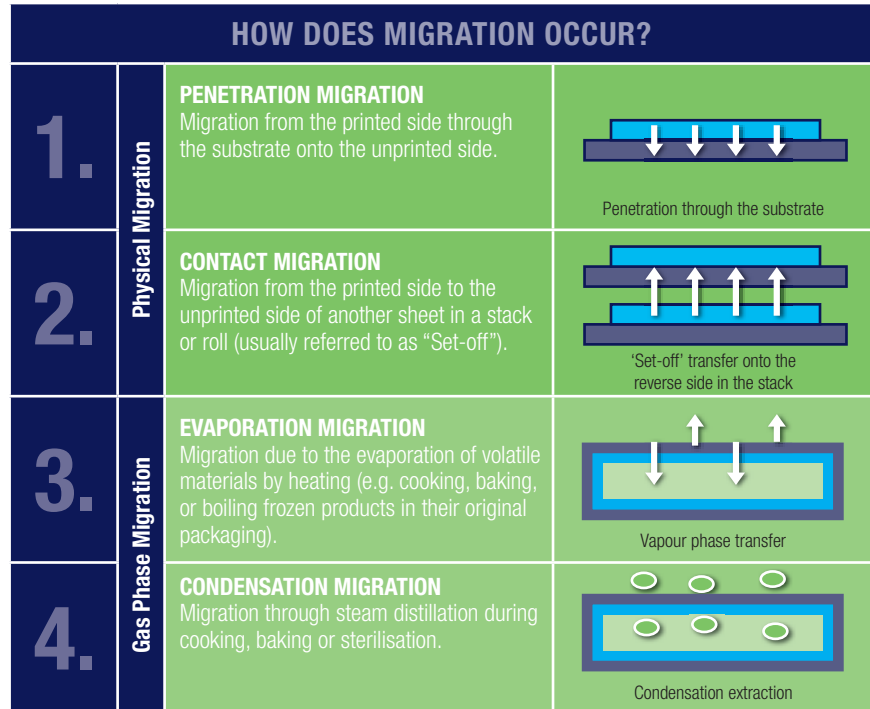 HOW DOES MIGRATION OCCUR?
1.
Physical Migration
PENETRATION MIGRATION
Migration from the printed side through
the substrate onto the unprinted side.
Penetration through the substrate
2.
CONTACT MIGRATION
Migration from the printed side to the
unprinted side of another sheet in a stack
or roll (usually referred to as “Set-off”).
‘Set-off’ transfer onto the
reverse side in the stack
3.
Gas Phase Migration
EVAPORATION MIGRATION
Migration due to the evaporation of volatile
materials by heating (e.g. cooking, baking,
or boiling frozen products in their original
packaging).
Vapour phase transfer
4.
CONDENSATION MIGRATION
Migration through steam distillation during
cooking, baking or sterilisation.
Condensation extraction